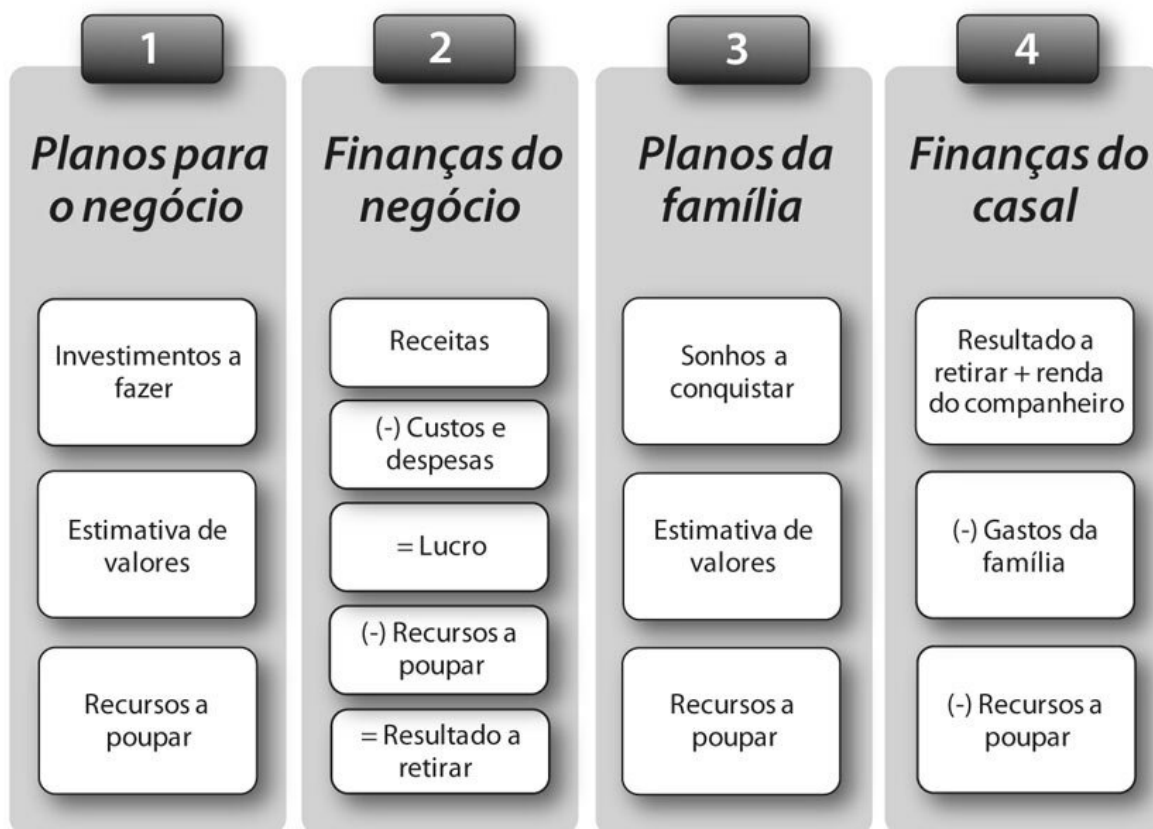 1
Planos para
o negócio
Investimentos a
fazer
Estimativa de
valores
Recursos a
poupar
2
Finanças do
negócio
Receitas
(-) Custos e
despesas
= Lucro
(-) Recursos a
poupar
= Resultado a
retirar
3
Planos da
família
Sonhos a
conquistar
Estimativa de
valores
Recursos a
poupar
4
Finanças do
casal
Resultado a
retirar + renda
do companheiro
(-) Gastos da
família
(-) Recursos a
poupar